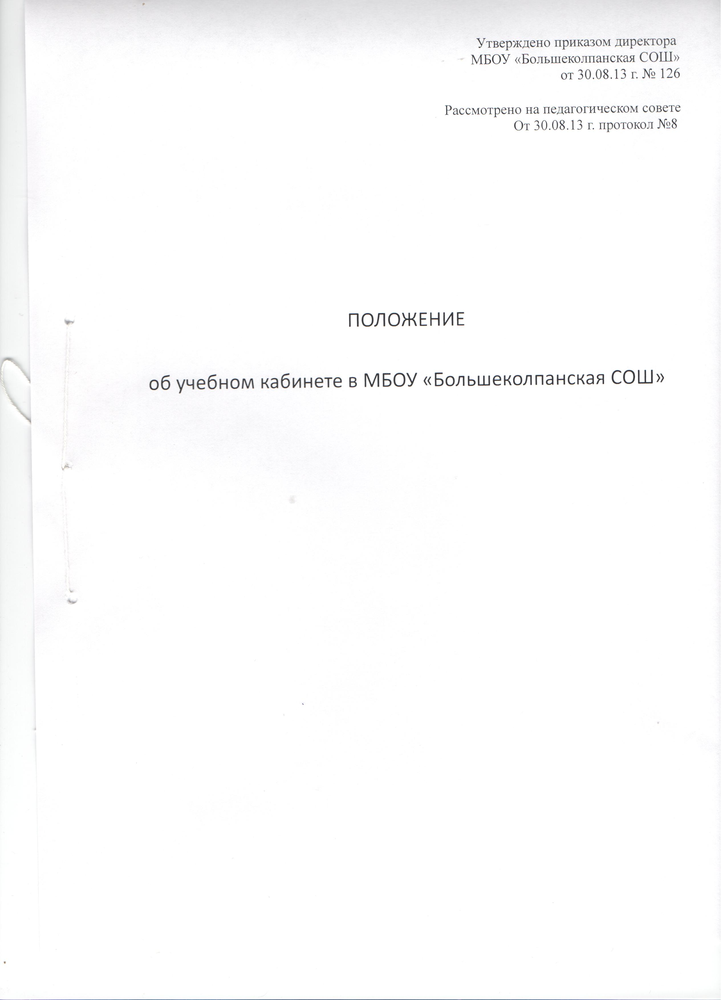 Утверждено приказом директора
МБОУ «Большеколпанская СОШ»
от 30.08.13 г. № 126
Рассмотрено на педагогическом совете
От 30.08.13 г. протокол №8
ПОЛОЖЕНИЕ
об учебном кабинете в МБОУ «Большеколпанская СОШ»